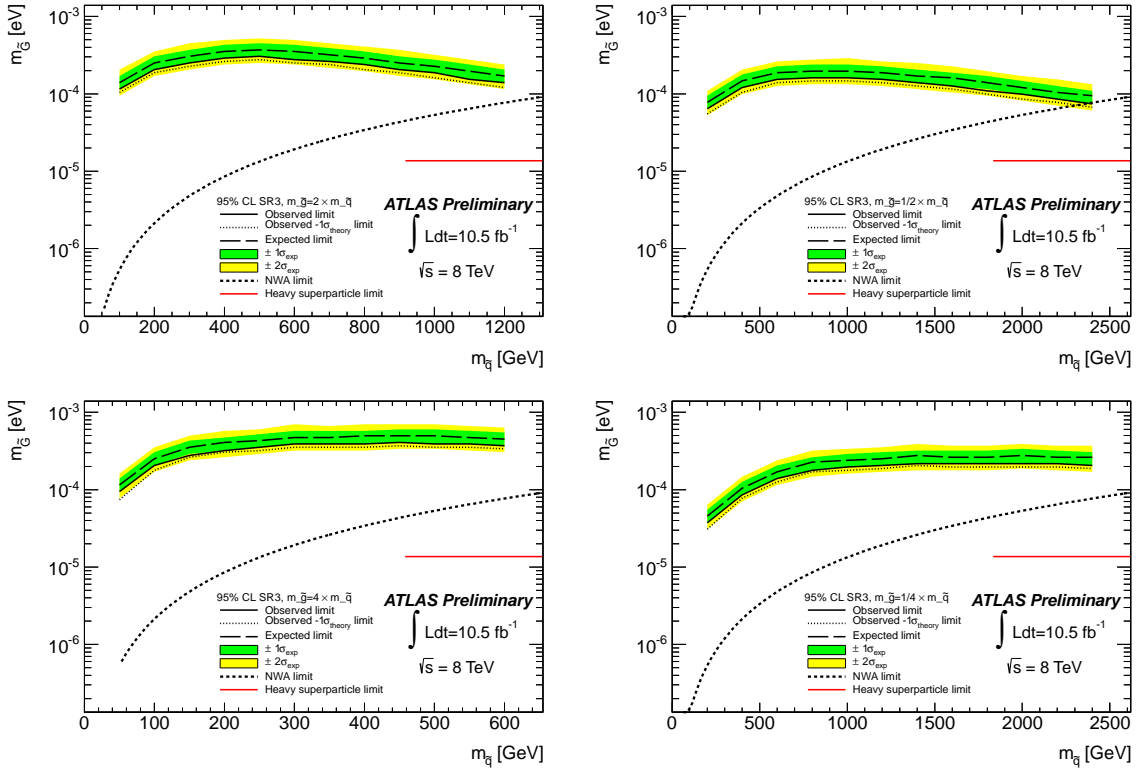 m_G̃ [eV]
10⁻³
10⁻⁴
10⁻⁵
10⁻⁶
95% CL SR3, m_g̃=2×m_q̃
Observed limit
Observed -1σ_theory limit
Expected limit
± 1σ_exp
± 2σ_exp
NWA limit
Heavy superparticle limit
ATLAS Preliminary
∫ Ldt=10.5 fb⁻¹
√s = 8 TeV
0 200 400 600 800 1000 1200
m_q̃ [GeV]
m_G̃ [eV]
10⁻³
10⁻⁴
10⁻⁵
10⁻⁶
95% CL SR3, m_g̃=1/2×m_q̃
Observed limit
Observed -1σ_theory limit
Expected limit
± 1σ_exp
± 2σ_exp
NWA limit
Heavy superparticle limit
ATLAS Preliminary
∫ Ldt=10.5 fb⁻¹
√s = 8 TeV
0 500 1000 1500 2000 2500
m_q̃ [GeV]
m_G̃ [eV]
10⁻³
10⁻⁴
10⁻⁵
10⁻⁶
95% CL SR3, m_g̃=4×m_q̃
Observed limit
Observed -1σ_theory limit
Expected limit
± 1σ_exp
± 2σ_exp
NWA limit
Heavy superparticle limit
ATLAS Preliminary
∫ Ldt=10.5 fb⁻¹
√s = 8 TeV
0 100 200 300 400 500 600
m_q̃ [GeV]
m_G̃ [eV]
10⁻³
10⁻⁴
10⁻⁵
10⁻⁶
95% CL SR3, m_g̃=1/4×m_q̃
Observed limit
Observed -1σ_theory limit
Expected limit
± 1σ_exp
± 2σ_exp
NWA limit
Heavy superparticle limit
ATLAS Preliminary
∫ Ldt=10.5 fb⁻¹
√s = 8 TeV
0 500 1000 1500 2000 2500
m_q̃ [GeV]